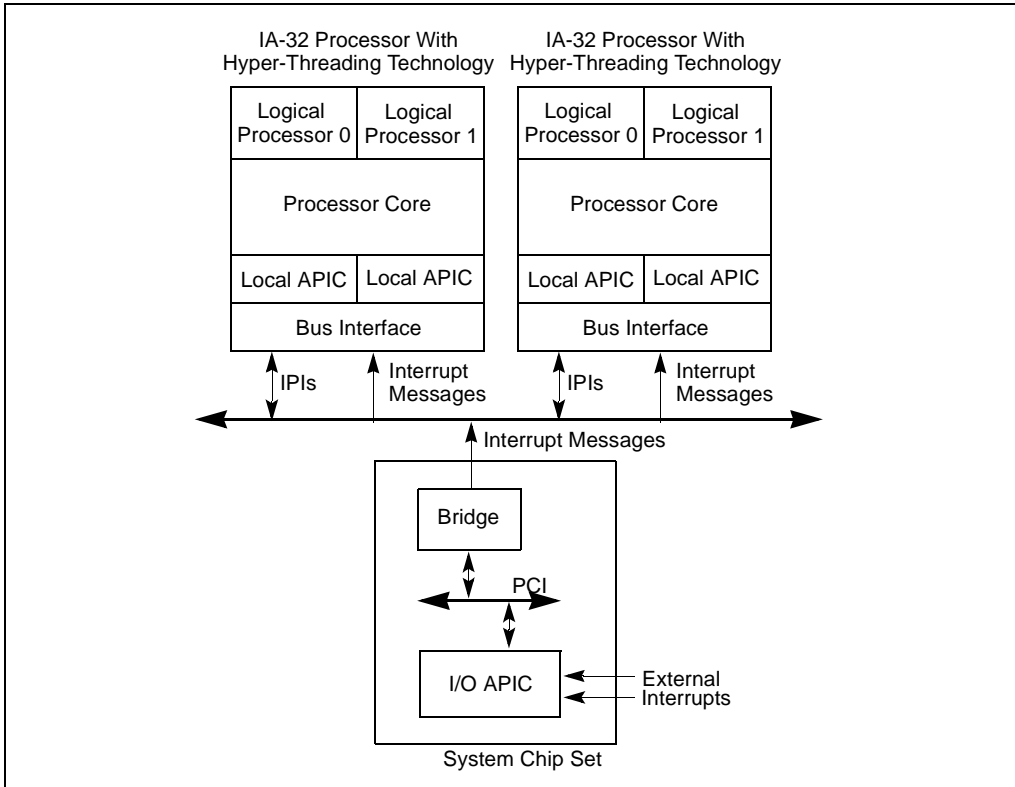 IA-32 Processor With
Hyper-Threading Technology
IA-32 Processor With
Hyper-Threading Technology
Logical
Processor 0
Logical
Processor 1
Logical
Processor 0
Logical
Processor 1
Processor Core
Processor Core
Local APIC
Local APIC
Local APIC
Local APIC
Bus Interface
Bus Interface
IPIs
Interrupt
Messages
IPIs
Interrupt
Messages
Interrupt Messages
Bridge
PCI
I/O APIC
External
Interrupts
System Chip Set